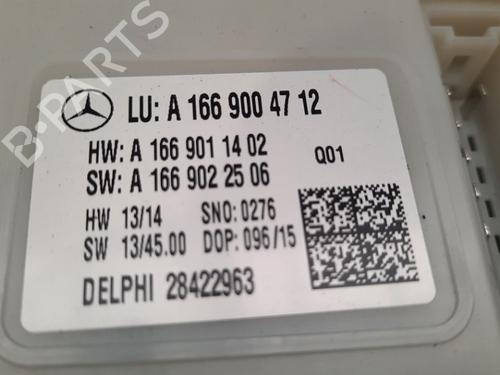 B-PARTS
LU: A 166 900 47 12
HW: A 166 901 14 02
SW: A 166 902 25 06
Q01
HW 13/14 SNO: 0276
SW 13/45.00 DOP: 096/15
DELPHI 28422963